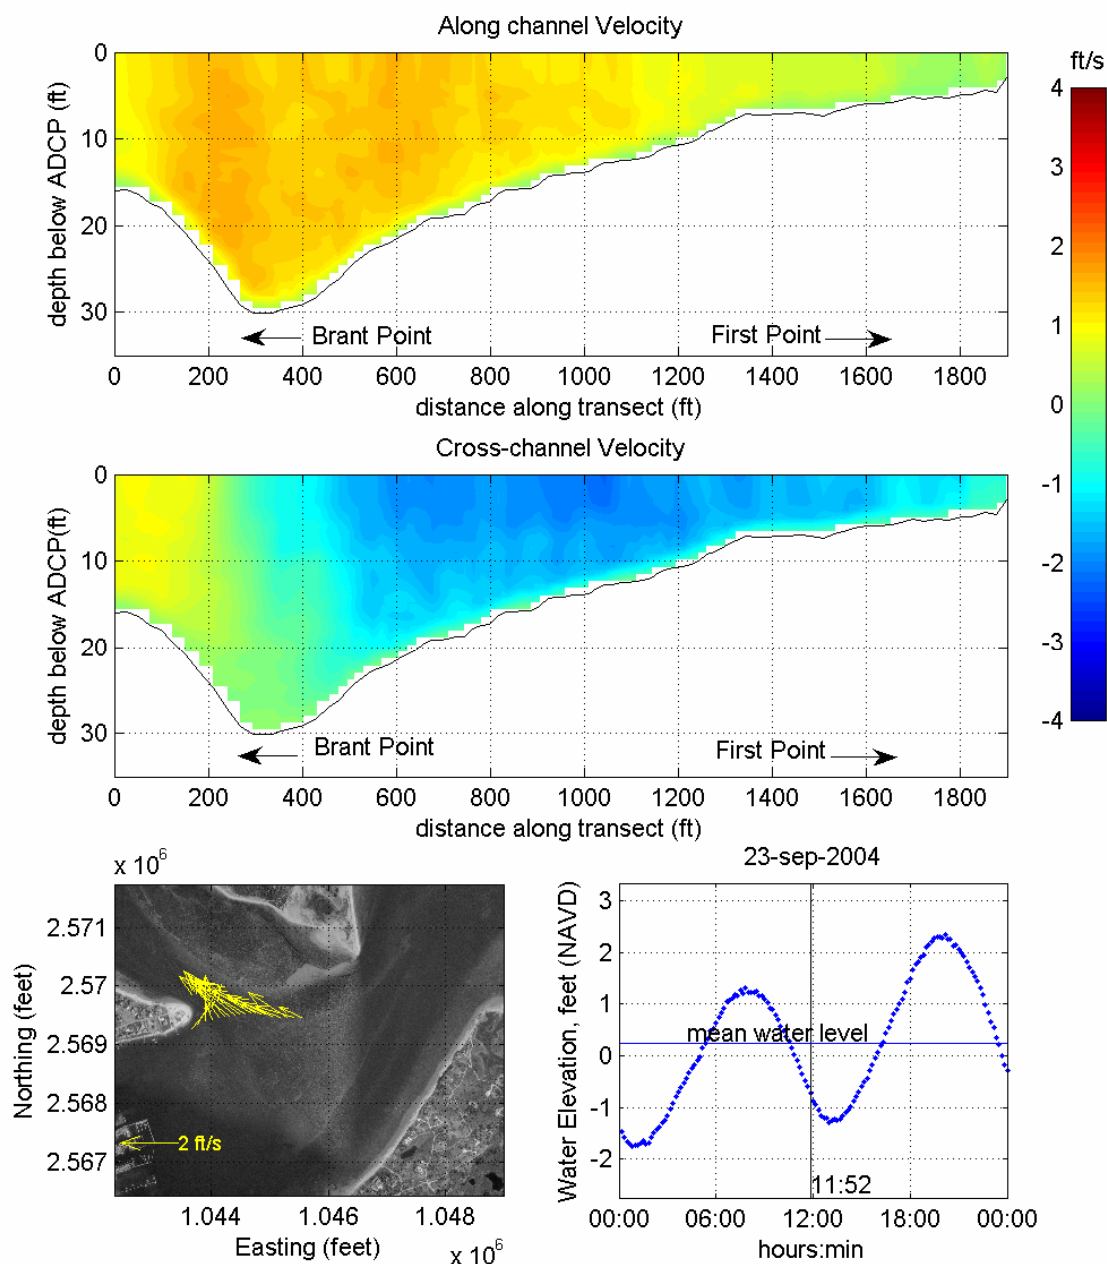 Along channel Velocity
ft/s
0
10
20
30
depth below ADCP (ft)
Brant Point
First Point
0 200 400 600 800 1000 1200 1400 1600 1800
distance along transect (ft)
4
3
2
1
0
-1
-2
-3
-4
Cross-channel Velocity
0
10
20
30
depth below ADCP(ft)
Brant Point
First Point
0 200 400 600 800 1000 1200 1400 1600 1800
distance along transect (ft)
x 10^6
2.571
2.57
2.569
2.568
2.567
Northing (feet)
2 ft/s
1.044 1.046 1.048
Easting (feet)
x 10^6
23-sep-2004
3
2
1
0
-1
-2
Water Elevation, feet (NAVD)
mean water level
11:52
00:00 06:00 12:00 18:00 00:00
hours:min